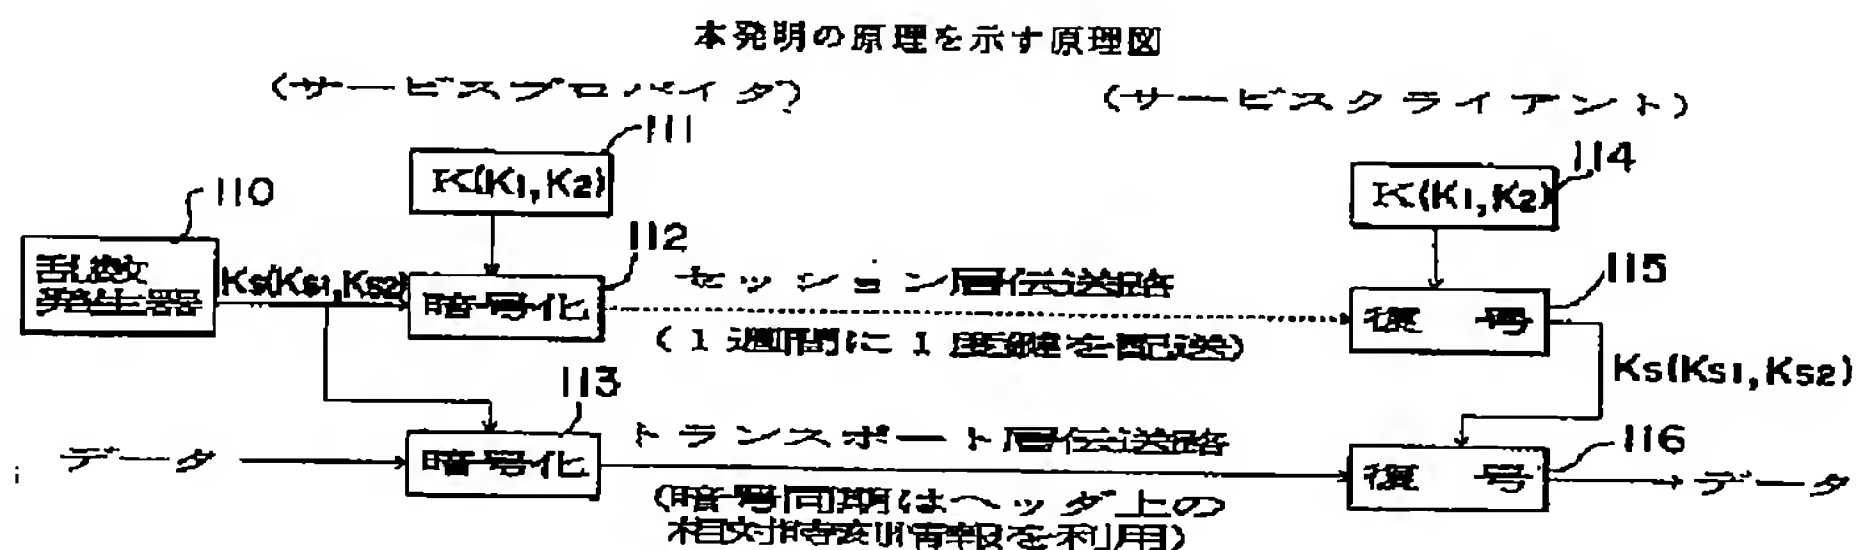 本発明の原理を示す原理図
(サービスプロバイダ)
(サービスクライアント)
111
K(K1,K2)
114
K(K1,K2)
110
乱数
発生器
Ks(Ks1,Ks2)
112
暗号化
セッション層伝送路
(1週間に1度鍵を配送)
115
復 号
Ks(Ks1,Ks2)
113
データ
暗号化
トランスポート層伝送路
(暗号同期はヘッダ上の
相対時刻情報を利用)
116
復 号
データ